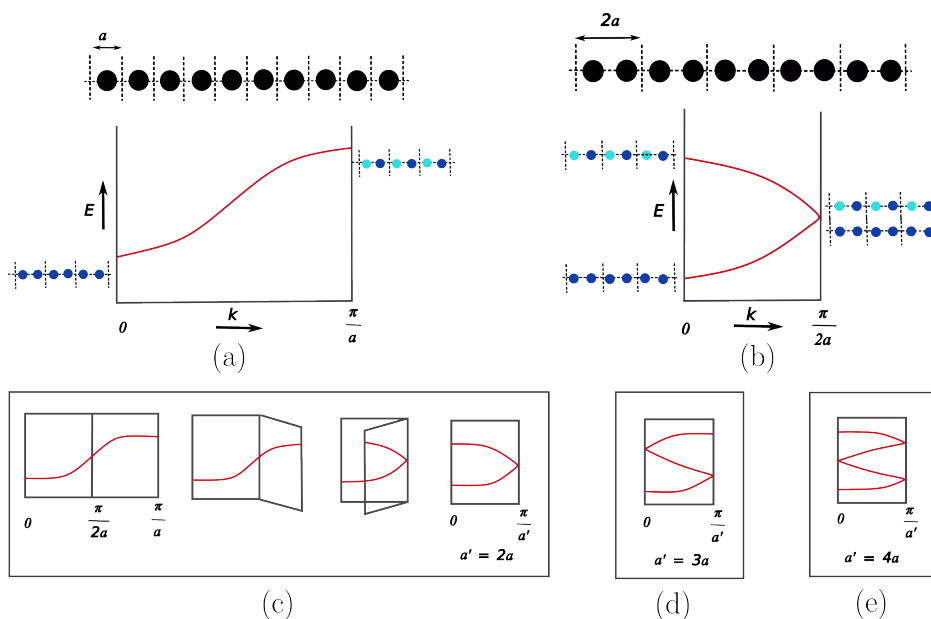 a
E
0
k
π/a
(a)
2a
E
0
k
π/2a
(b)
0
π/2a
π/a
0
π/a'
a' = 2a
(c)
0
π/a'
a' = 3a
(d)
0
π/a'
a' = 4a
(e)